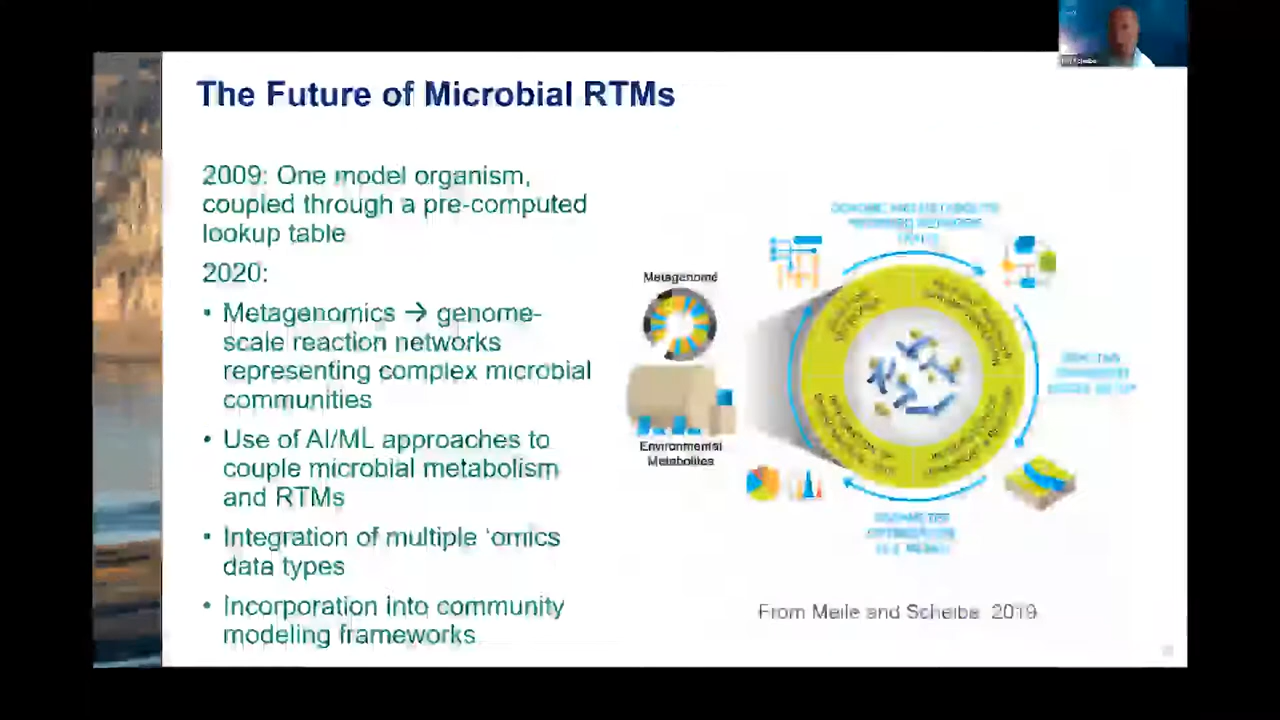 The Future of Microbial RTMs
2009: One model organism,
coupled through a pre-computed
lookup table
2020:
• Metagenomics → genome-
scale reaction networks
representing complex microbial
communities
• Use of AI/ML approaches to
couple microbial metabolism
and RTMs
• Integration of multiple ‘omics
data types
• Incorporation into community
modeling frameworks
Metagenome
Environmental
Metabolites
From Meile and Scheibe 2019